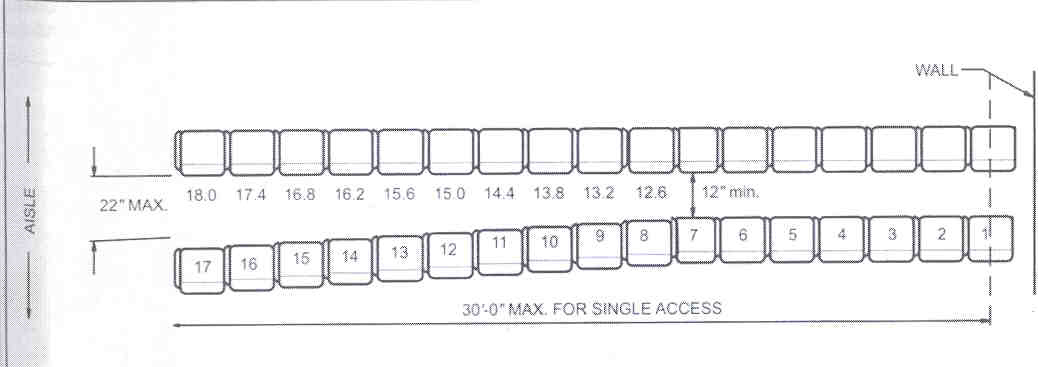 WALL
18.0 17.4 16.8 16.2 15.6 15.0 14.4 13.8 13.2 12.6 12" min.
22" MAX.
AISLE
17 16 15 14 13 12 11 10 9 8 7 6 5 4 3 2 1
30'-0" MAX. FOR SINGLE ACCESS